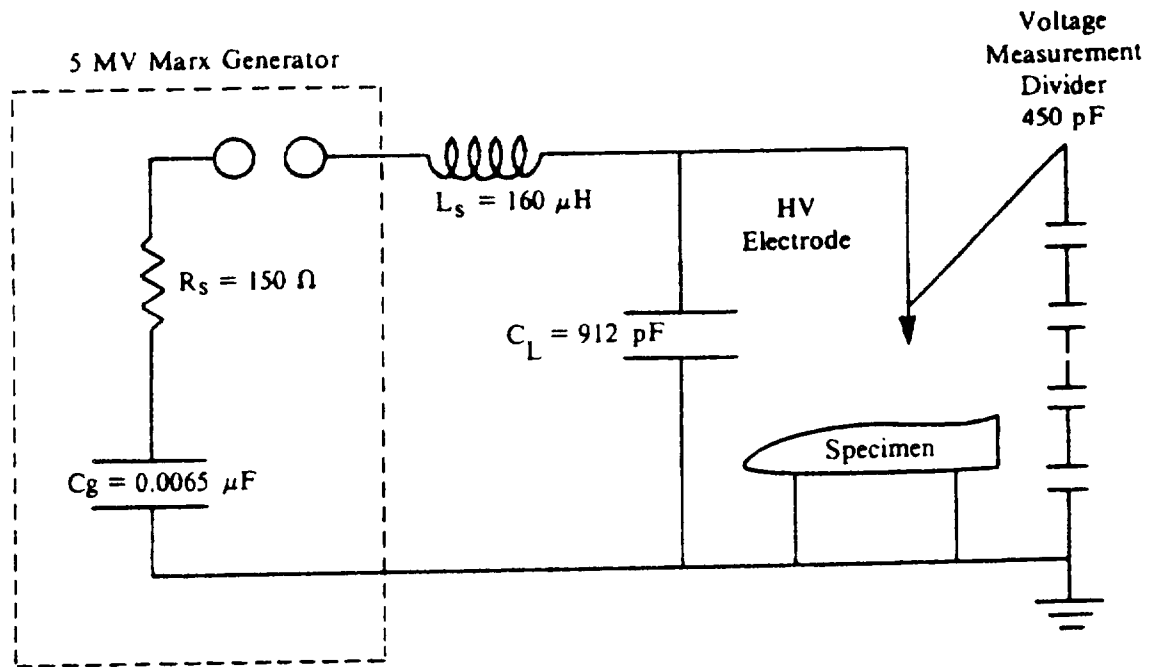 5 MV Marx Generator
Voltage
Measurement
Divider
450 pF
L_s = 160 μH
HV
Electrode
R_s = 150 Ω
C_L = 912 pF
Specimen
Cg = 0.0065 μF